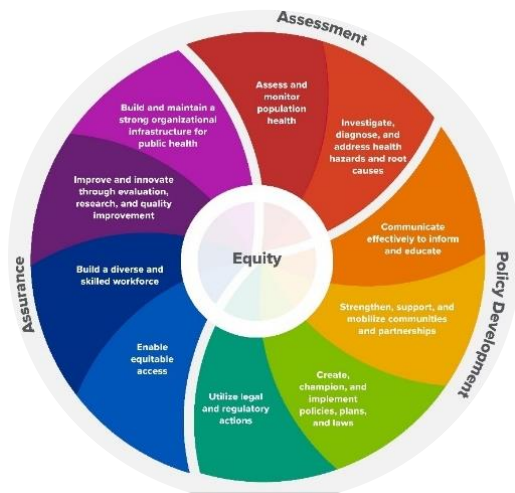 Assessment
Assess and
monitor
population
health
Investigate,
diagnose, and
address health
hazards and root
causes
Policy Development
Communicate
effectively to inform
and educate
Strengthen, support, and
mobilize communities
and partnerships
Create,
champion, and
implement
policies, plans,
and laws
Utilize legal
and regulatory
actions
Assurance
Enable
equitable
access
Build a diverse and
skilled workforce
Improve and innovate
through evaluation,
research, and quality
improvement
Build and maintain a
strong organizational
infrastructure for
public health
Equity